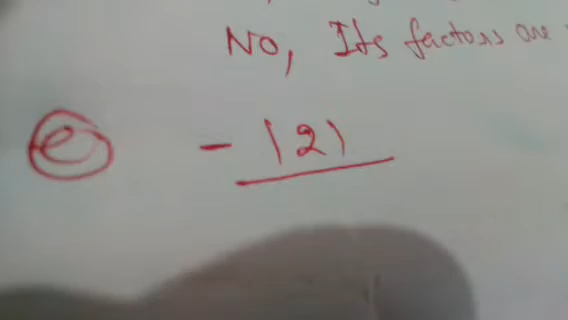 No, Its factors are
e - 121